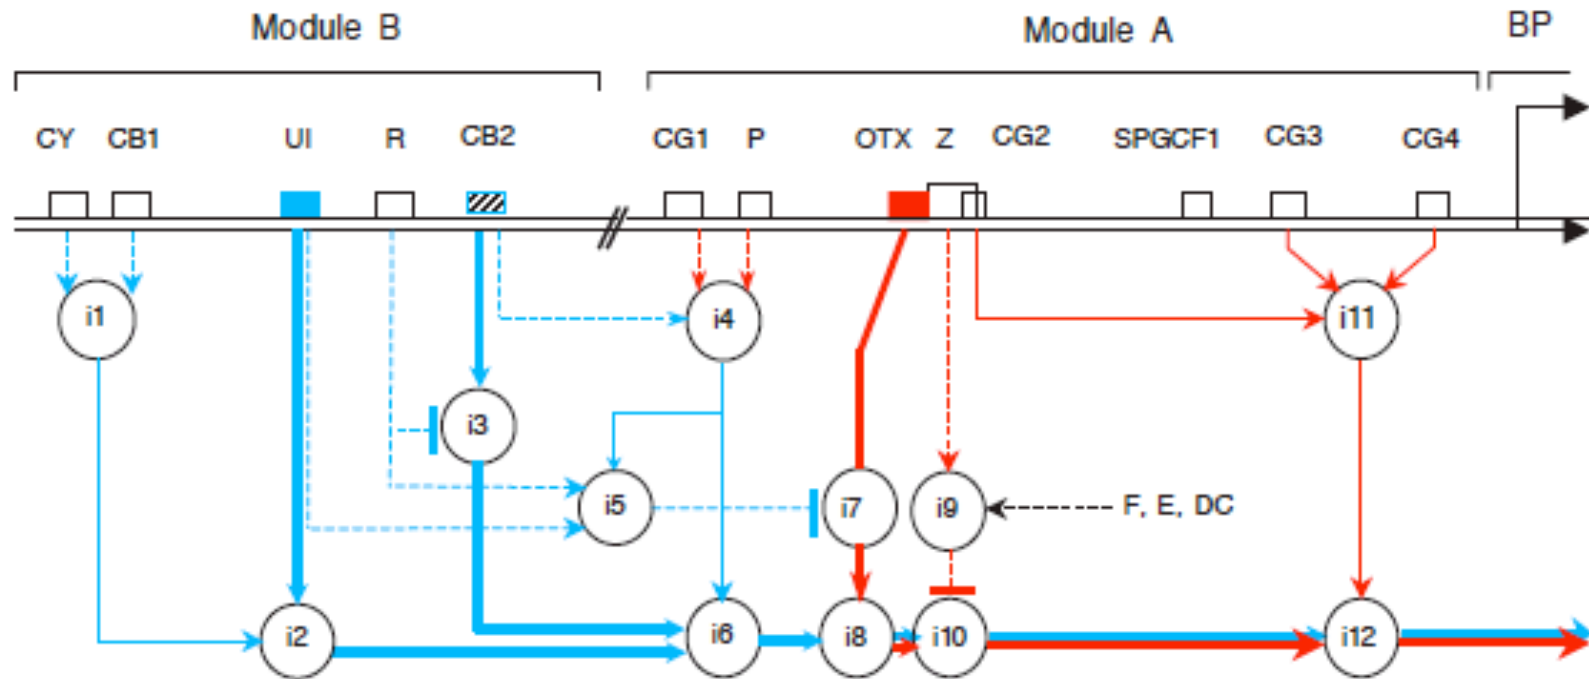 Module B Module A BP
CY CB1 UI R CB2 CG1 P OTX Z CG2 SPGCF1 CG3 CG4
i1 i4 i11
i3
i5 i7 i9 F, E, DC
i2 i6 i8 i10 i12